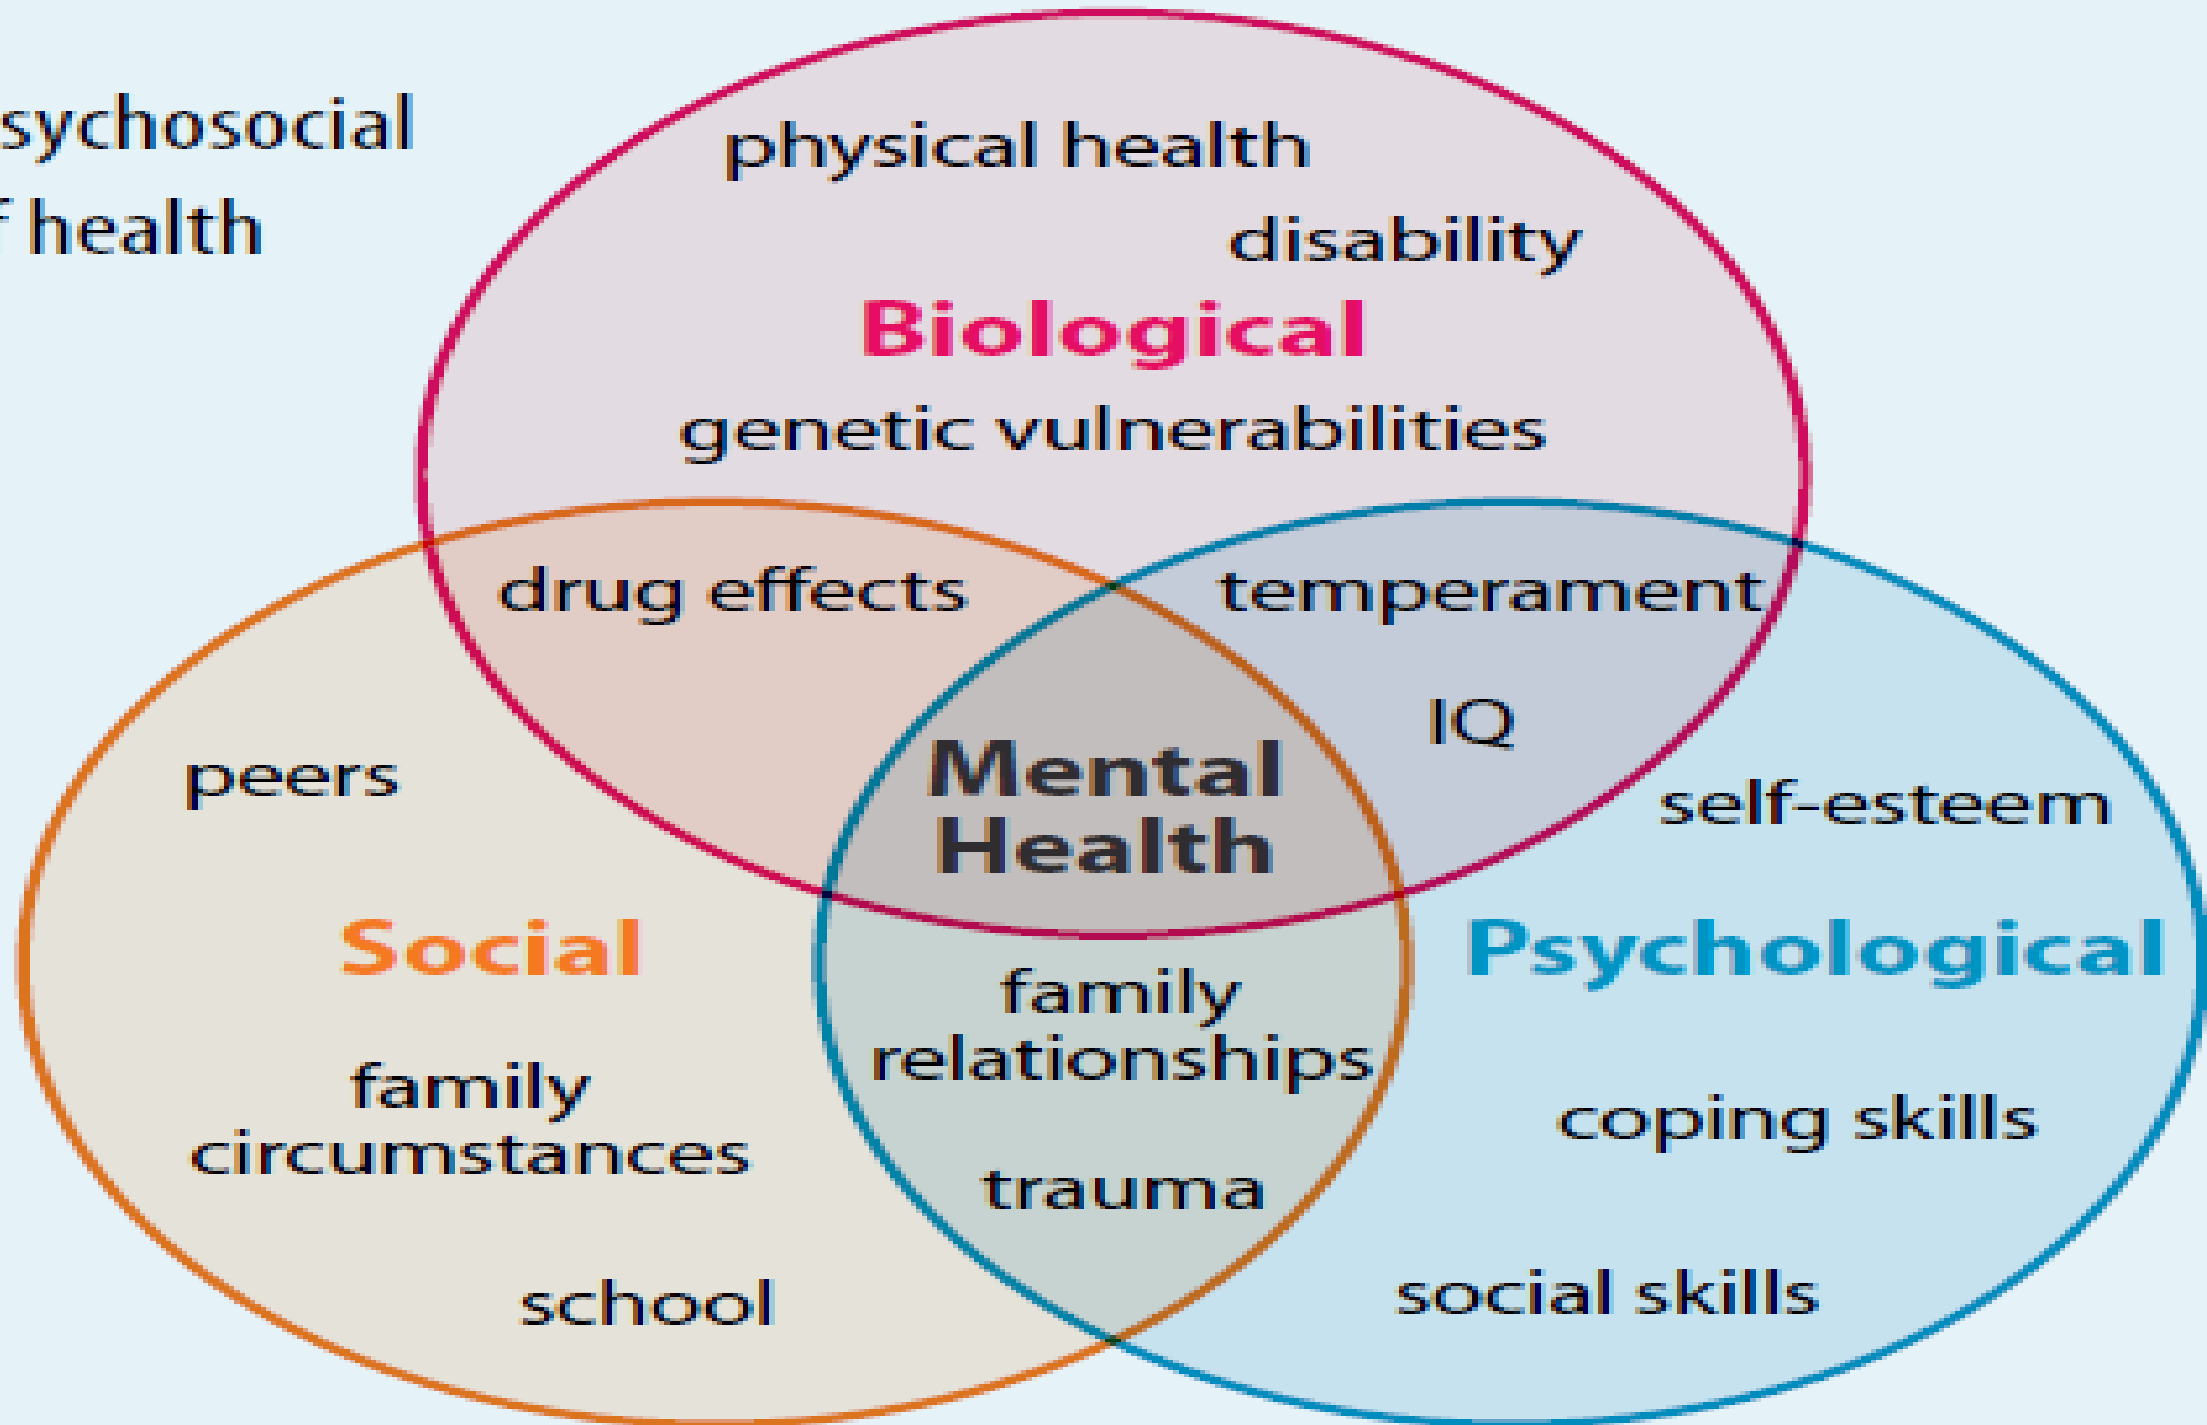 sychosocial
f health
physical health
disability
Biological
genetic vulnerabilities
drug effects
temperament
IQ
Mental
Health
peers
self-esteem
Social
Psychological
family
relationships
family
circumstances
coping skills
trauma
school
social skills